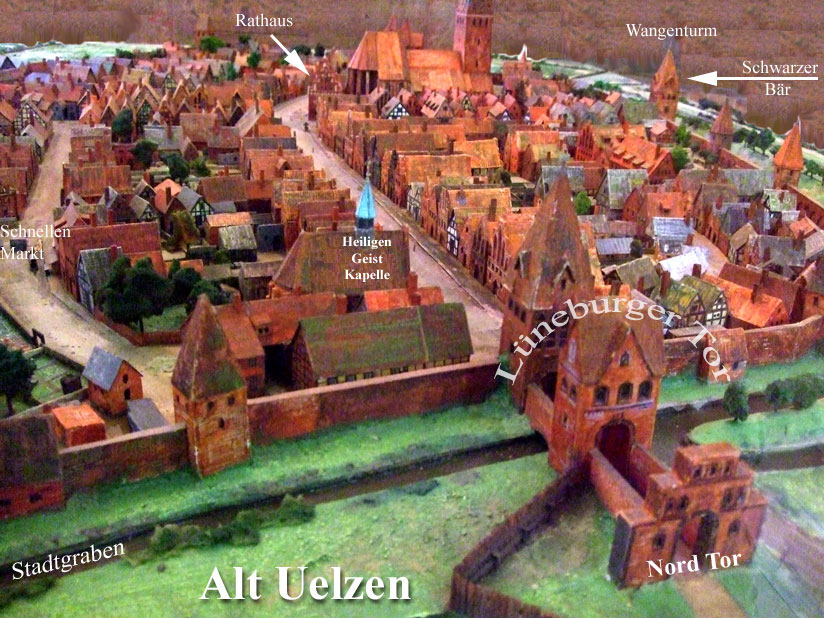 Rathaus
Wangenturm
Schwarzer
Bär
Schnellen
Markt
Heiligen
Geist
Kapelle
Lüneburger Tor
Stadtgraben
Nord Tor
Alt Uelzen